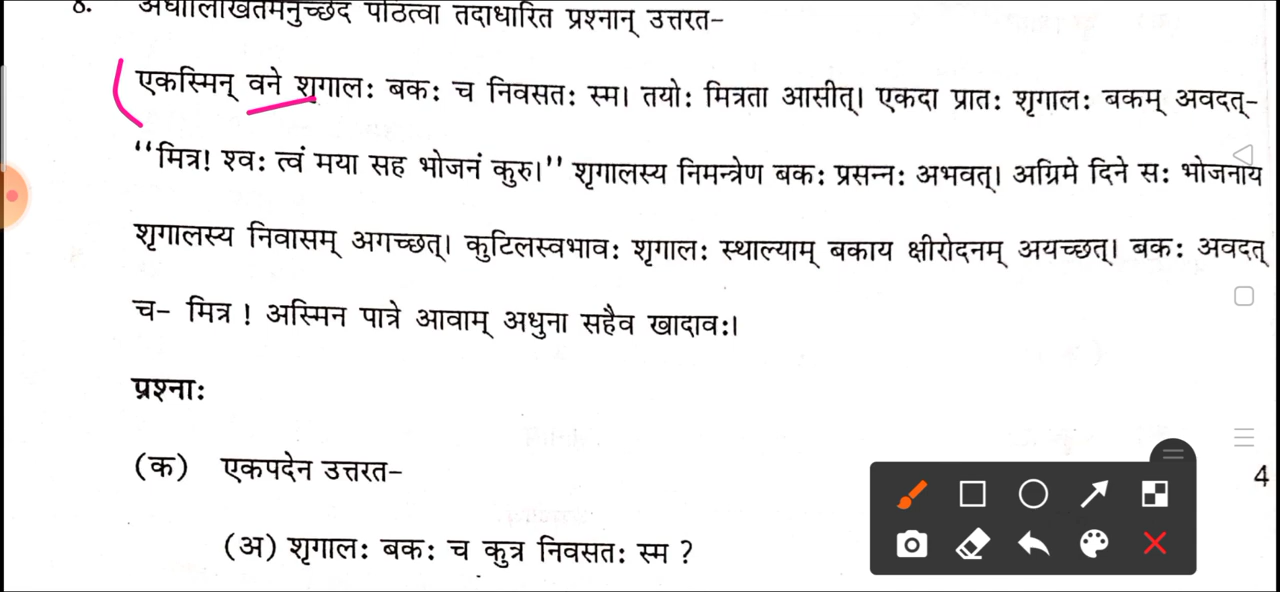 8. अधोलिखितमनुच्छेदं पठित्वा तदाधारित प्रश्नान् उत्तरत-
एकस्मिन् वने शृगालः बकः च निवसतः स्म। तयोः मित्रता आसीत्। एकदा प्रातः शृगालः बकम् अवदत्-
“मित्र! श्वः त्वं मया सह भोजनं कुरु।” शृगालस्य निमन्त्रेण बकः प्रसन्नः अभवत्। अग्रिमे दिने सः भोजनाय
शृगालस्य निवासम् अगच्छत्। कुटिलस्वभावः शृगालः स्थाल्याम् बकाय क्षीरोदनम् अयच्छत्। बकः अवदत्
च- मित्र ! अस्मिन पात्रे आवाम् अधुना सहैव खादावः।
प्रश्नाः
(क) एकपदेन उत्तरत-
4
(अ) शृगालः बकः च कुत्र निवसतः स्म ?